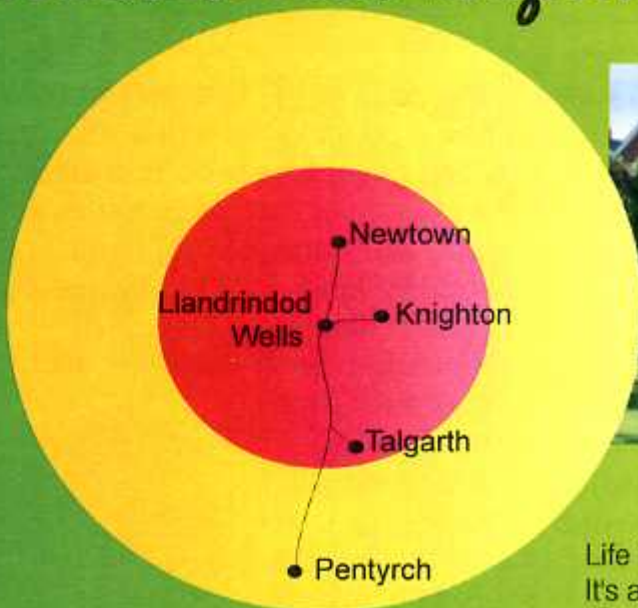 Newtown
Llandrindod
Wells
Knighton
Talgarth
Pentyrch
Life
It's a